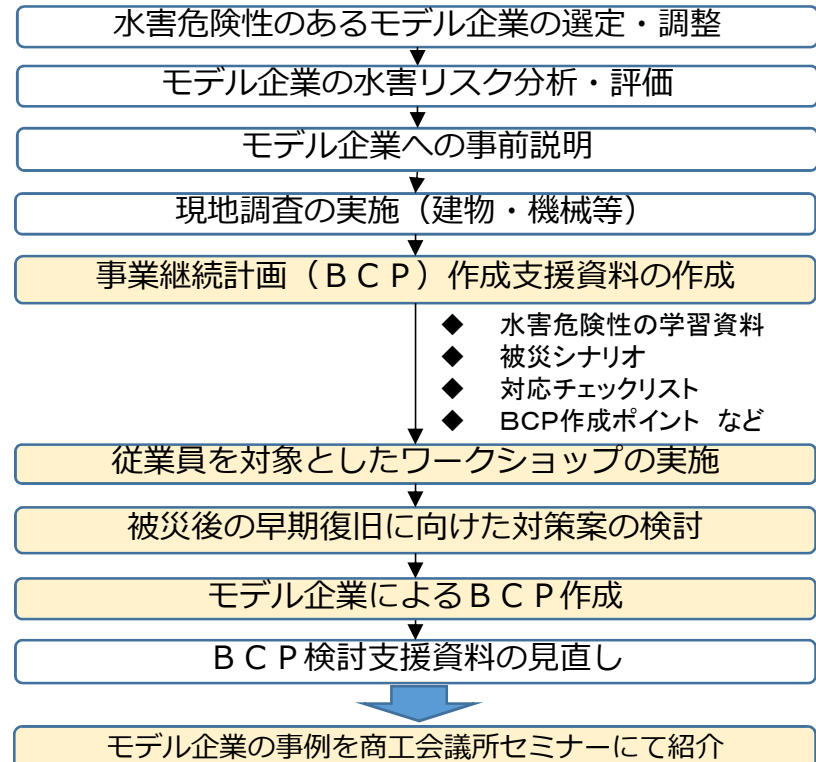 水害危険性のあるモデル企業の選定・調整
モデル企業の水害リスク分析・評価
モデル企業への事前説明
現地調査の実施（建物・機械等）
事業継続計画（ＢＣＰ）作成支援資料の作成
◆ 水害危険性の学習資料
◆ 被災シナリオ
◆ 対応チェックリスト
◆ ＢＣＰ作成ポイント など
従業員を対象としたワークショップの実施
被災後の早期復旧に向けた対策案の検討
モデル企業によるＢＣＰ作成
ＢＣＰ検討支援資料の見直し
モデル企業の事例を商工会議所セミナーにて紹介